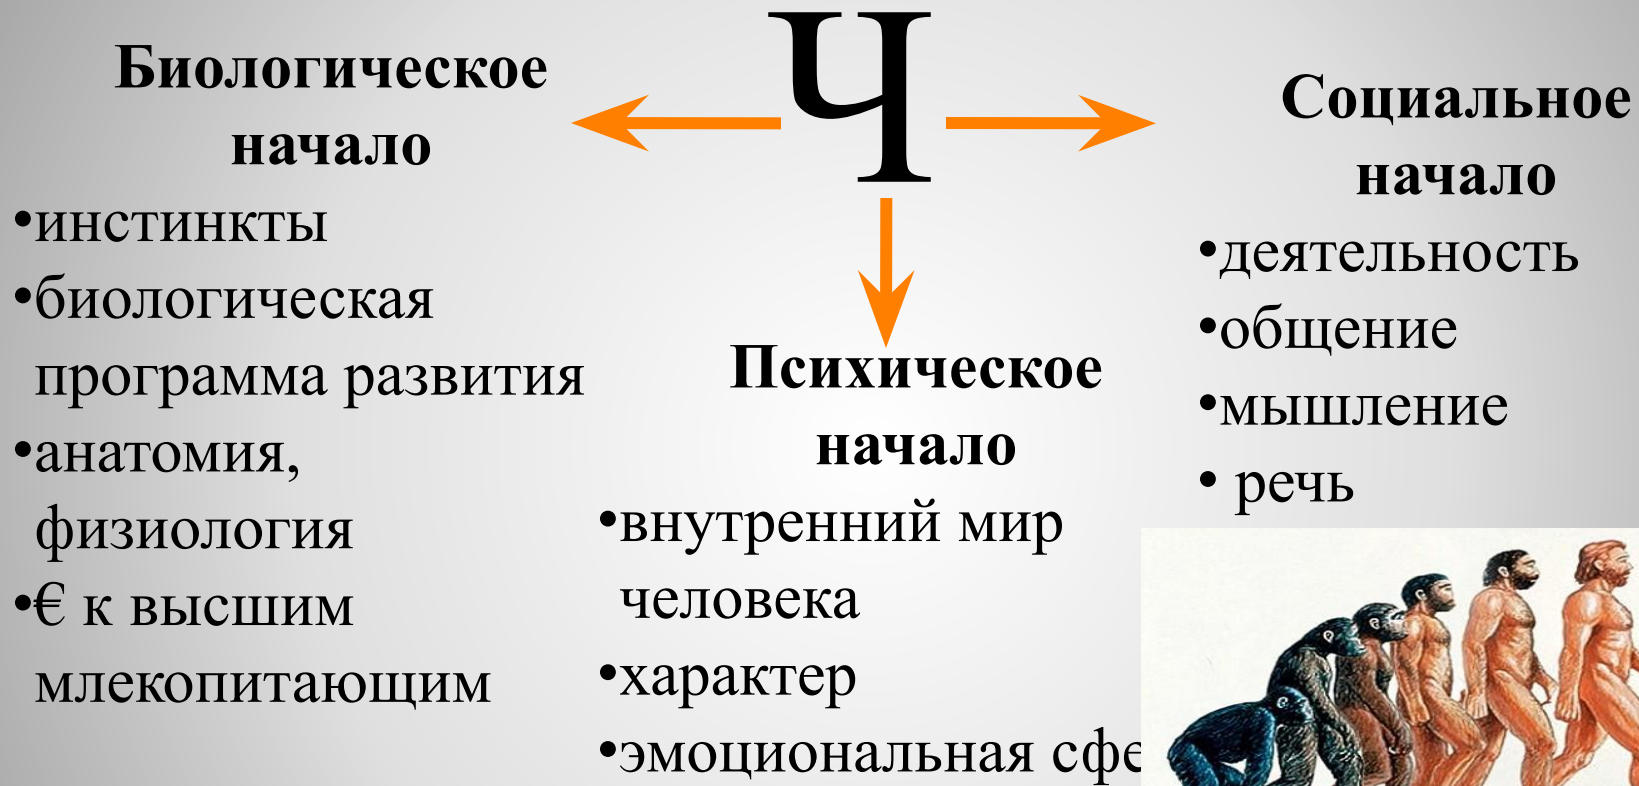 Ч
Биологическое
начало
•инстинкты
•биологическая
программа развития
•анатомия,
физиология
•€ к высшим
млекопитающим
Психическое
начало
•внутренний мир
человека
•характер
•эмоциональная сфе
Социальное
начало
•деятельность
•общение
•мышление
• речь